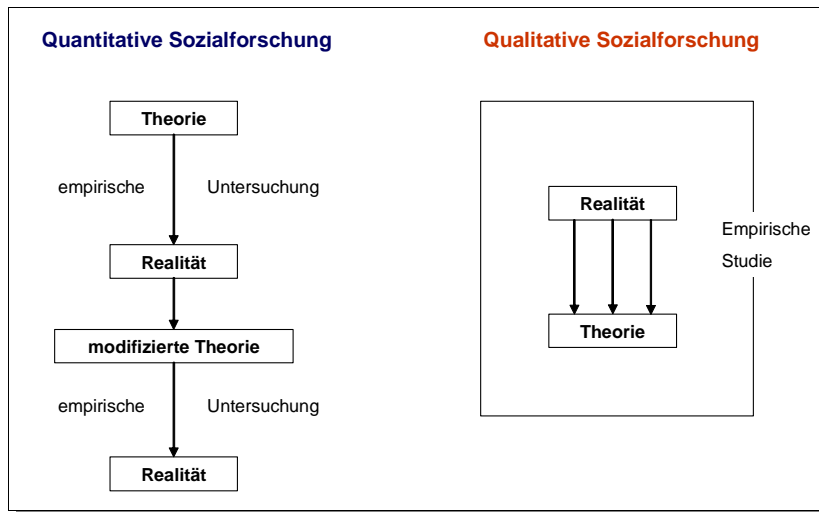 Quantitative Sozialforschung
Theorie
empirische Untersuchung
Realität
modifizierte Theorie
empirische Untersuchung
Realität
Qualitative Sozialforschung
Realität
Empirische
Studie
Theorie